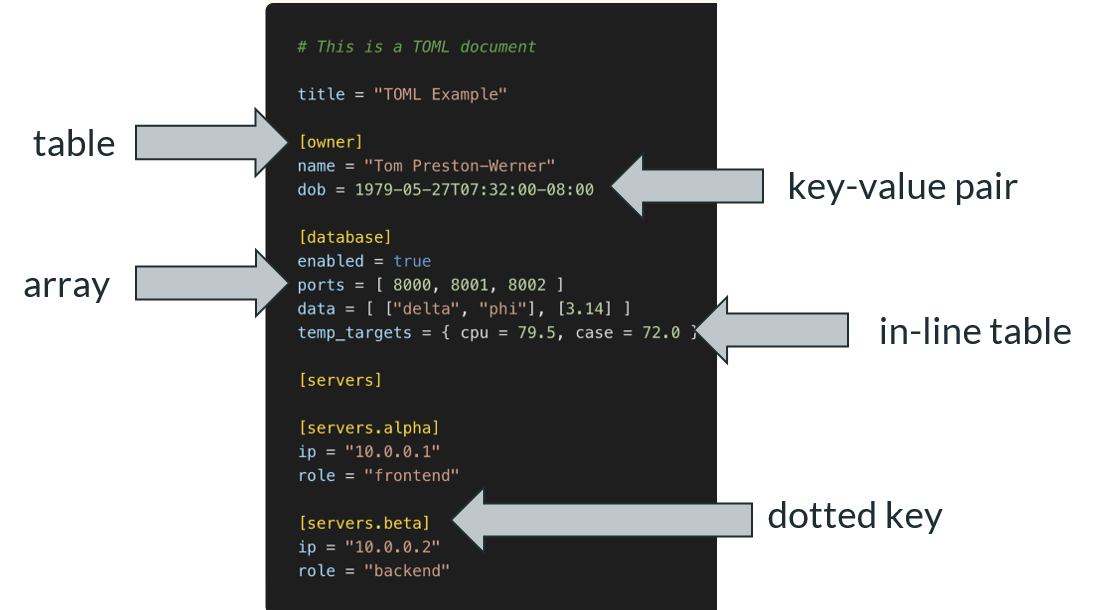 # This is a TOML document
title = "TOML Example"
table
[owner]
name = "Tom Preston-Werner"
dob = 1979-05-27T07:32:00-08:00
key-value pair
[database]
enabled = true
array
ports = [ 8000, 8001, 8002 ]
data = [ ["delta", "phi"], [3.14] ]
temp_targets = { cpu = 79.5, case = 72.0 }
in-line table
[servers]
[servers.alpha]
ip = "10.0.0.1"
role = "frontend"
[servers.beta]
dotted key
ip = "10.0.0.2"
role = "backend"